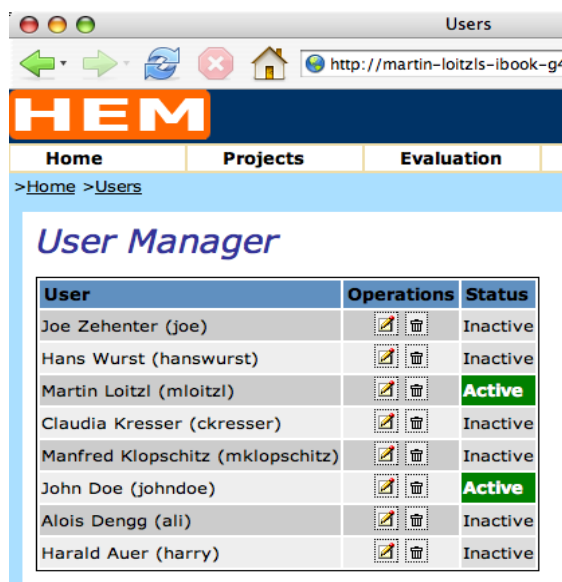 Users
http://martin-loitzls-ibook-g4
HEM
Home Projects Evaluation
>Home >Users
User Manager
User Operations Status
Joe Zehenter (joe) Inactive
Hans Wurst (hanswurst) Inactive
Martin Loitzl (mloitzl) Active
Claudia Kresser (ckresser) Inactive
Manfred Klopschitz (mklopschitz) Inactive
John Doe (johndoe) Active
Alois Dengg (ali) Inactive
Harald Auer (harry) Inactive